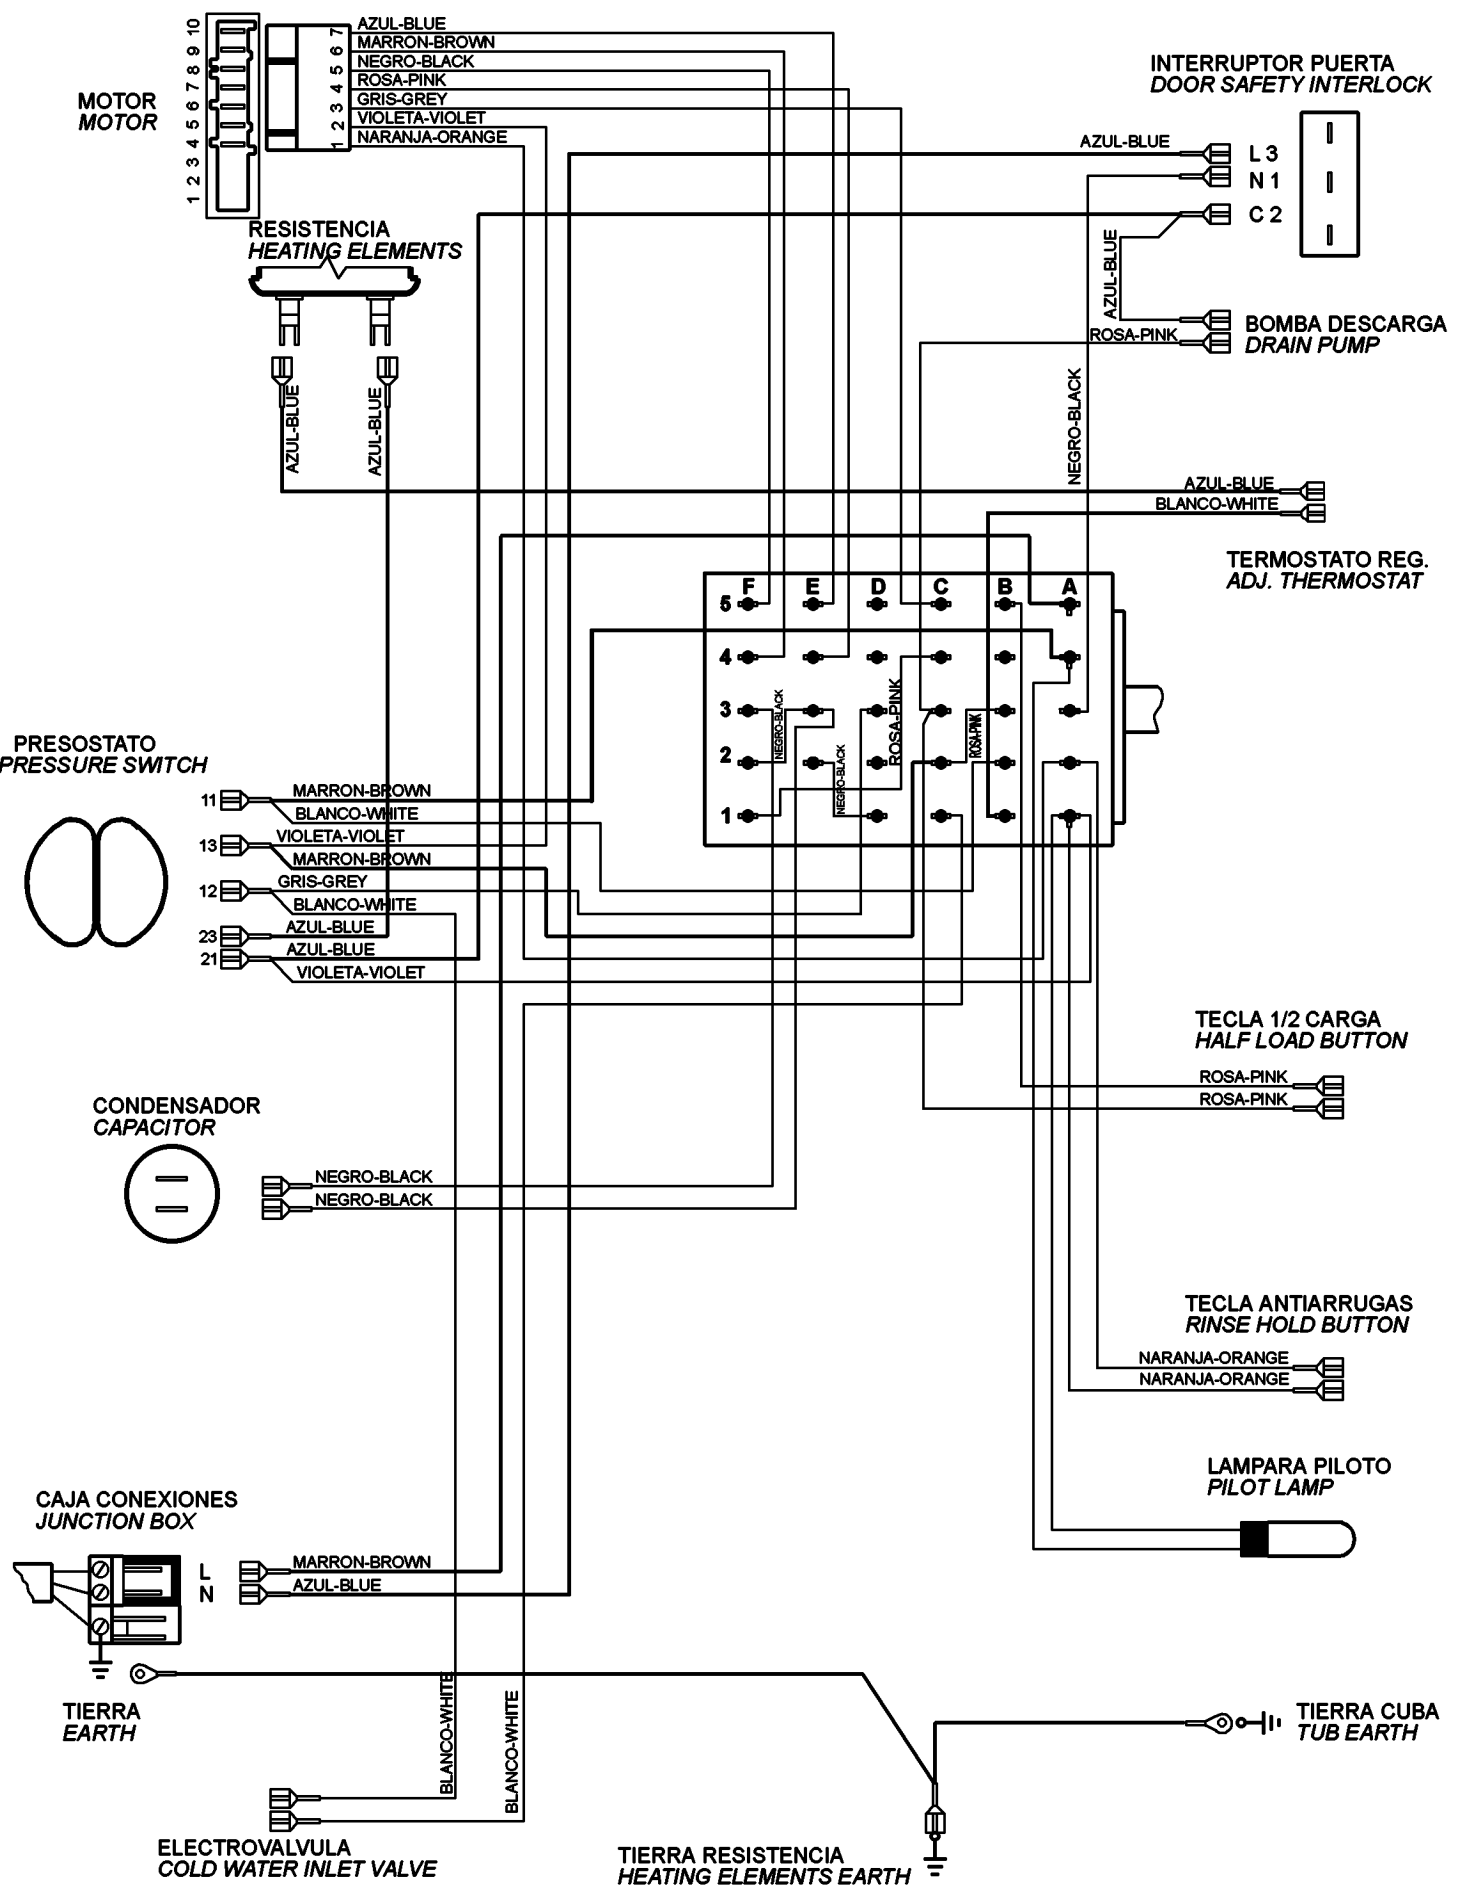 10
9
8
7
6
5
4
3
2
1
MOTOR
MOTOR
7
6
5
4
3
2
1
AZUL-BLUE
MARRON-BROWN
NEGRO-BLACK
ROSA-PINK
GRIS-GREY
VIOLETA-VIOLET
NARANJA-ORANGE
INTERRUPTOR PUERTA
DOOR SAFETY INTERLOCK
AZUL-BLUE
L 3
N 1
C 2
AZUL-BLUE
ROSA-PINK
BOMBA DESCARGA
DRAIN PUMP
RESISTENCIA
HEATING ELEMENTS
AZUL-BLUE
AZUL-BLUE
NEGRO-BLACK
AZUL-BLUE
BLANCO-WHITE
TERMOSTATO REG.
ADJ. THERMOSTAT
F E D C B A
5
4
3
2
1
NEGRO-BLACK
NEGRO-BLACK
ROSA-PINK
ROSA-PINK
PRESOSTATO
PRESSURE SWITCH
11
MARRON-BROWN
BLANCO-WHITE
13
VIOLETA-VIOLET
MARRON-BROWN
12
GRIS-GREY
BLANCO-WHITE
23
AZUL-BLUE
21
AZUL-BLUE
VIOLETA-VIOLET
TECLA 1/2 CARGA
HALF LOAD BUTTON
ROSA-PINK
ROSA-PINK
CONDENSADOR
CAPACITOR
NEGRO-BLACK
NEGRO-BLACK
TECLA ANTIARRUGAS
RINSE HOLD BUTTON
NARANJA-ORANGE
NARANJA-ORANGE
LAMPARA PILOTO
PILOT LAMP
CAJA CONEXIONES
JUNCTION BOX
L
N
MARRON-BROWN
AZUL-BLUE
TIERRA
EARTH
BLANCO-WHITE
BLANCO-WHITE
TIERRA CUBA
TUB EARTH
ELECTROVALVULA
COLD WATER INLET VALVE
TIERRA RESISTENCIA
HEATING ELEMENTS EARTH